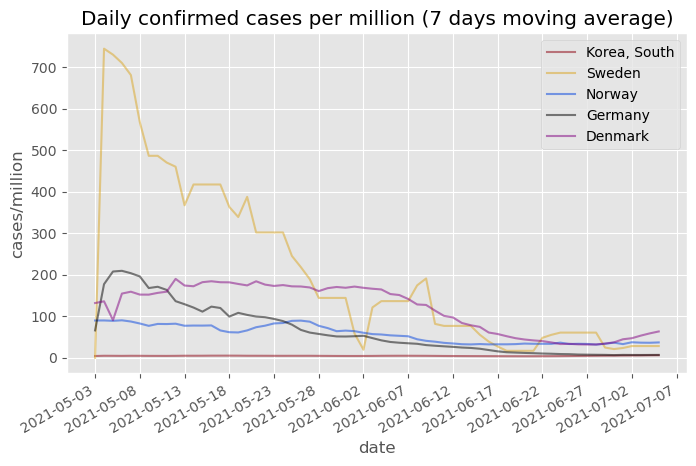 Daily confirmed cases per million (7 days moving average)
Korea, South
Sweden
Norway
Germany
Denmark
cases/million
700
600
500
400
300
200
100
0
2021-05-03
2021-05-08
2021-05-13
2021-05-18
2021-05-23
2021-05-28
2021-06-02
2021-06-07
2021-06-12
2021-06-17
2021-06-22
2021-06-27
2021-07-02
2021-07-07
date